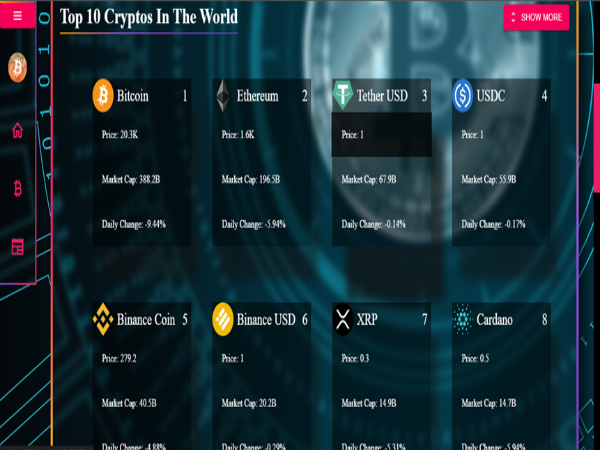 Top 10 Cryptos In The World
SHOW MORE
Bitcoin 1
Price: 20.3K
Market Cap: 388.2B
Daily Change: -9.44%
Ethereum 2
Price: 1.6K
Market Cap: 196.5B
Daily Change: -5.94%
Tether USD 3
Price: 1
Market Cap: 67.9B
Daily Change: -0.14%
USDC 4
Price: 1
Market Cap: 55.9B
Daily Change: -0.17%
Binance Coin 5
Price: 279.2
Market Cap: 40.5B
Daily Change: -4.88%
Binance USD 6
Price: 1
Market Cap: 20.2B
Daily Change: -0.29%
XRP 7
Price: 0.3
Market Cap: 14.9B
Daily Change: -5.31%
Cardano 8
Price: 0.5
Market Cap: 14.7B
Daily Change: -5.94%